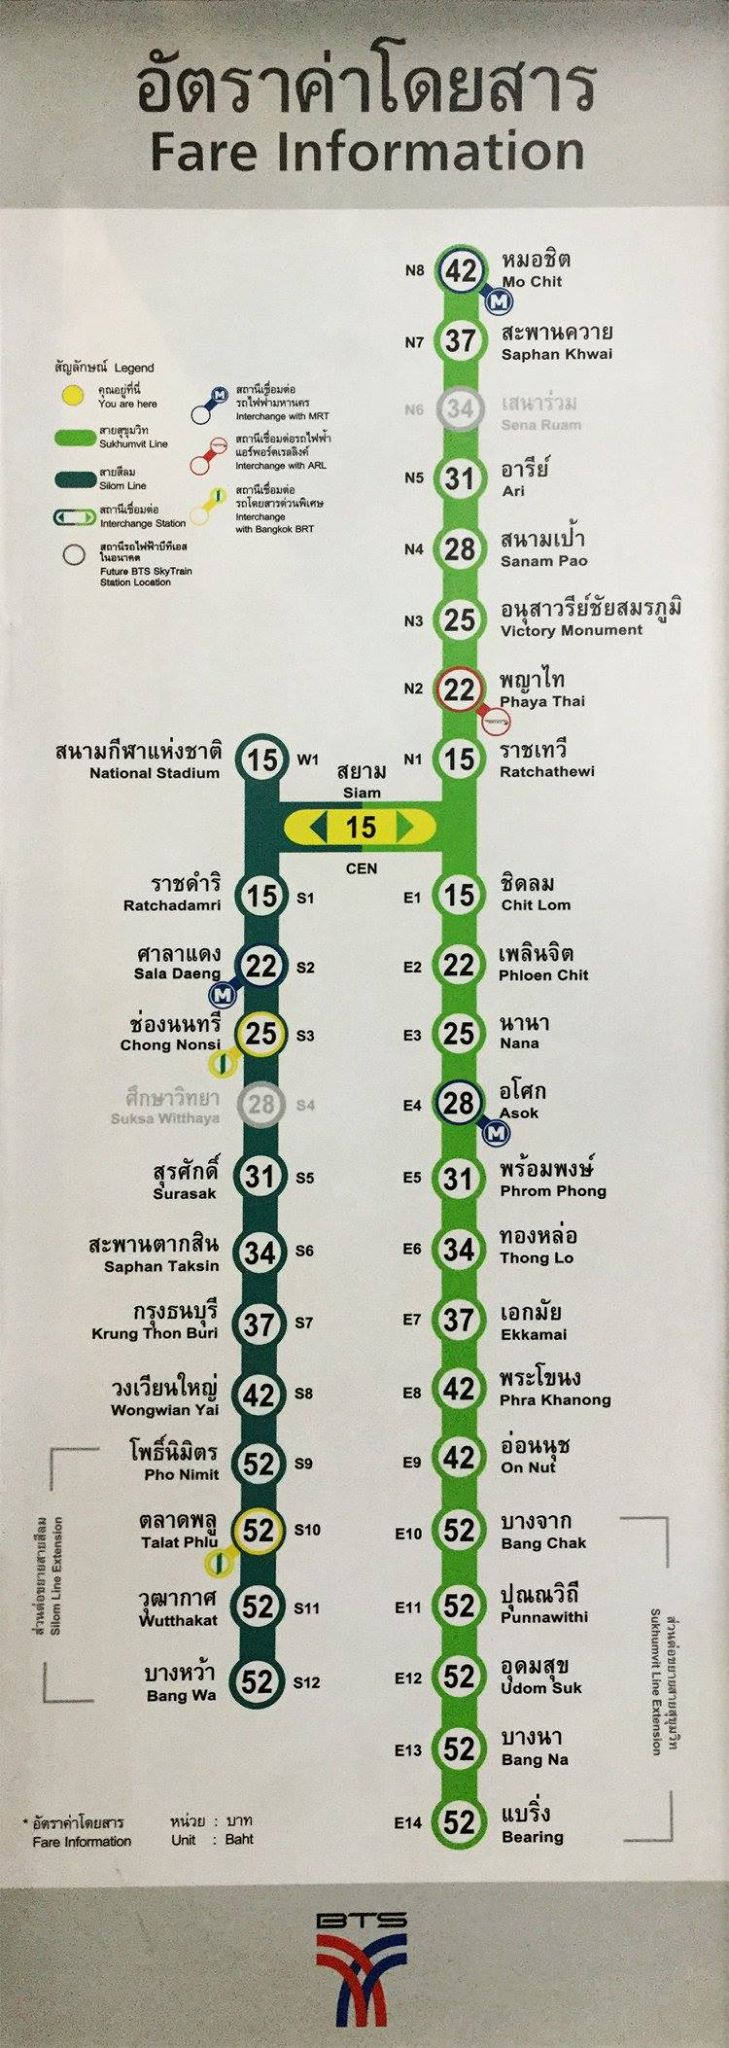 อัตราค่าโดยสาร
Fare Information
สัญลักษณ์ Legend
คุณอยู่ที่นี่
You are here
สายสุขุมวิท
Sukhumvit Line
สายสีลม
Silom Line
สถานีเชื่อมต่อ
Interchange Station
สถานีรถไฟฟ้าบีทีเอส
ในอนาคต
Future BTS SkyTrain
Station Location
M
สถานีเชื่อมต่อ
รถไฟฟ้ามหานคร
Interchange with MRT
สถานีเชื่อมต่อรถไฟฟ้า
แอร์พอร์ตเรลลิงค์
Interchange with ARL
สถานีเชื่อมต่อ
รถโดยสารด่วนพิเศษ
Interchange
with Bangkok BRT
N8 42 หมอชิต
Mo Chit
M
N7 37 สะพานควาย
Saphan Khwai
N6 34 เสนาร่วม
Sena Ruam
N5 31 อารีย์
Ari
N4 28 สนามเป้า
Sanam Pao
N3 25 อนุสาวรีย์ชัยสมรภูมิ
Victory Monument
N2 22 พญาไท
Phaya Thai
N1 15 ราชเทวี
Ratchathewi
สนามกีฬาแห่งชาติ 15 W1
National Stadium
สยาม
Siam
15
CEN
ราชดำริ 15 S1
Ratchadamri
ศาลาแดง 22 S2
Sala Daeng
M
ช่องนนทรี 25 S3
Chong Nonsi
ศึกษาวิทยา 28 S4
Suksa Witthaya
สุรศักดิ์ 31 S5
Surasak
สะพานตากสิน 34 S6
Saphan Taksin
กรุงธนบุรี 37 S7
Krung Thon Buri
วงเวียนใหญ่ 42 S8
Wongwian Yai
โพธิ์นิมิตร 52 S9
Pho Nimit
ตลาดพลู 52 S10
Talat Phlu
วุฒากาศ 52 S11
Wutthakat
บางหว้า 52 S12
Bang Wa
ส่วนต่อขยายสายสีลม
Silom Line Extension
E1 15 ชิดลม
Chit Lom
E2 22 เพลินจิต
Phloen Chit
E3 25 นานา
Nana
E4 28 อโศก
Asok
M
E5 31 พร้อมพงษ์
Phrom Phong
E6 34 ทองหล่อ
Thong Lo
E7 37 เอกมัย
Ekkamai
E8 42 พระโขนง
Phra Khanong
E9 42 อ่อนนุช
On Nut
E10 52 บางจาก
Bang Chak
E11 52 ปุณณวิถี
Punnawithi
E12 52 อุดมสุข
Udom Suk
E13 52 บางนา
Bang Na
E14 52 แบริ่ง
Bearing
ส่วนต่อขยายสายสุขุมวิท
Sukhumvit Line Extension
* อัตราค่าโดยสาร หน่วย : บาท
Fare Information Unit : Baht
BTS